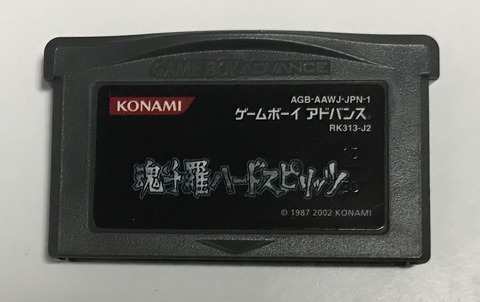 GAME BOY ADVANCE
KONAMI
AGB-AAWJ-JPN-1
ゲームボーイ アドバンス
RK313-J2
魂斗羅ハードスピリッツ
© 1987 2002 KONAMI